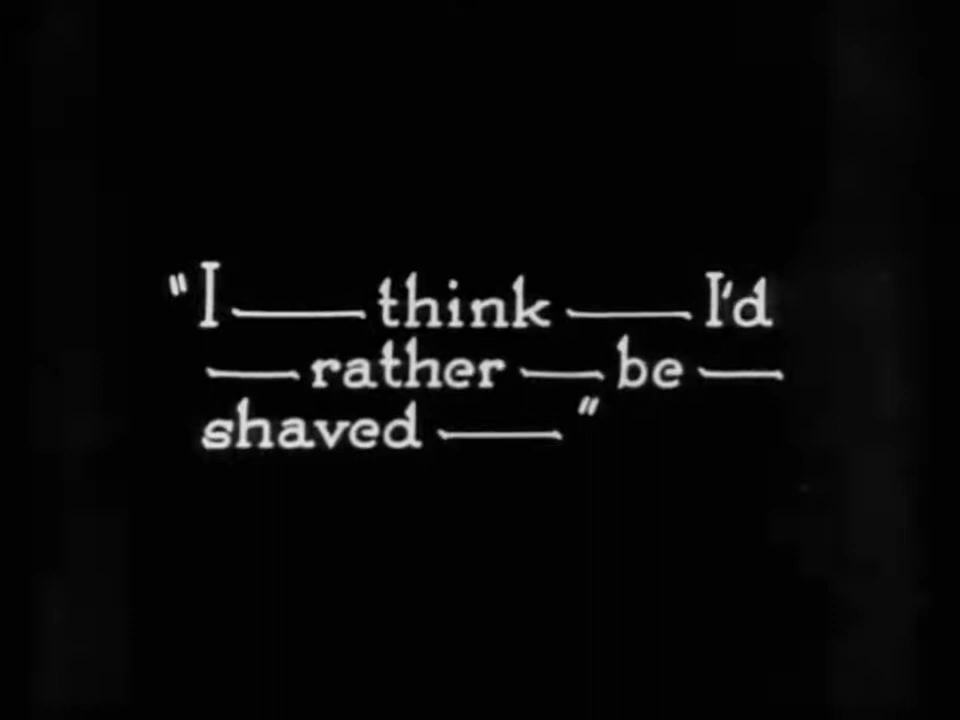 "I — think — I'd
— rather — be —
shaved — "